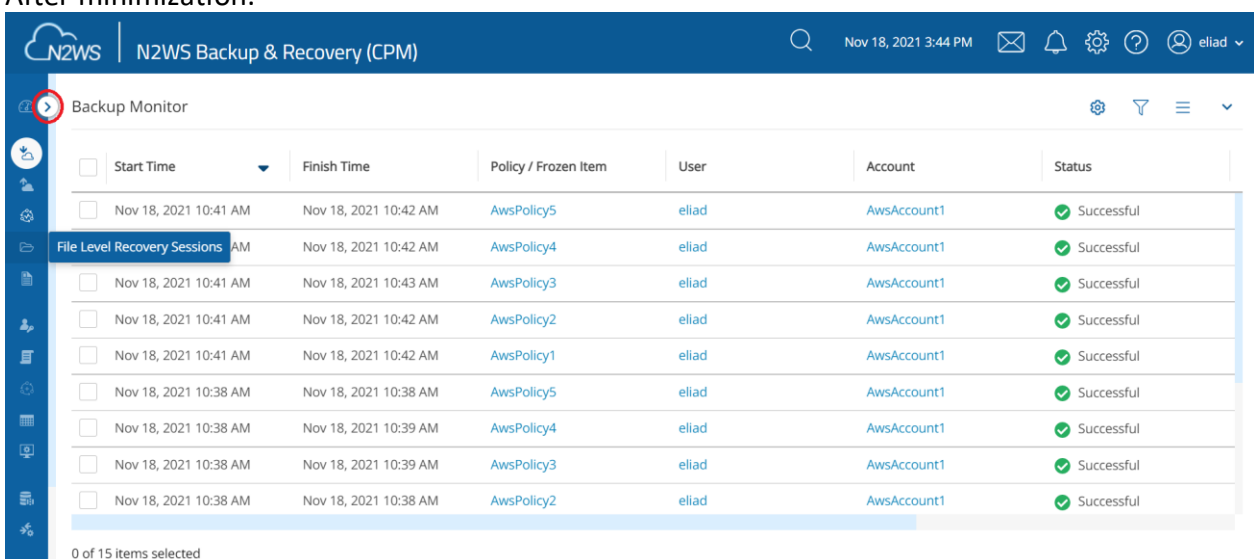 After minimization:
N2WS N2WS Backup & Recovery (CPM) Nov 18, 2021 3:44 PM eliad
Backup Monitor
Start Time Finish Time Policy / Frozen Item User Account Status
Nov 18, 2021 10:41 AM Nov 18, 2021 10:42 AM AwsPolicy5 eliad AwsAccount1 Successful
File Level Recovery Sessions AM Nov 18, 2021 10:42 AM AwsPolicy4 eliad AwsAccount1 Successful
Nov 18, 2021 10:41 AM Nov 18, 2021 10:43 AM AwsPolicy3 eliad AwsAccount1 Successful
Nov 18, 2021 10:41 AM Nov 18, 2021 10:42 AM AwsPolicy2 eliad AwsAccount1 Successful
Nov 18, 2021 10:41 AM Nov 18, 2021 10:42 AM AwsPolicy1 eliad AwsAccount1 Successful
Nov 18, 2021 10:38 AM Nov 18, 2021 10:38 AM AwsPolicy5 eliad AwsAccount1 Successful
Nov 18, 2021 10:38 AM Nov 18, 2021 10:39 AM AwsPolicy4 eliad AwsAccount1 Successful
Nov 18, 2021 10:38 AM Nov 18, 2021 10:39 AM AwsPolicy3 eliad AwsAccount1 Successful
Nov 18, 2021 10:38 AM Nov 18, 2021 10:38 AM AwsPolicy2 eliad AwsAccount1 Successful
0 of 15 items selected